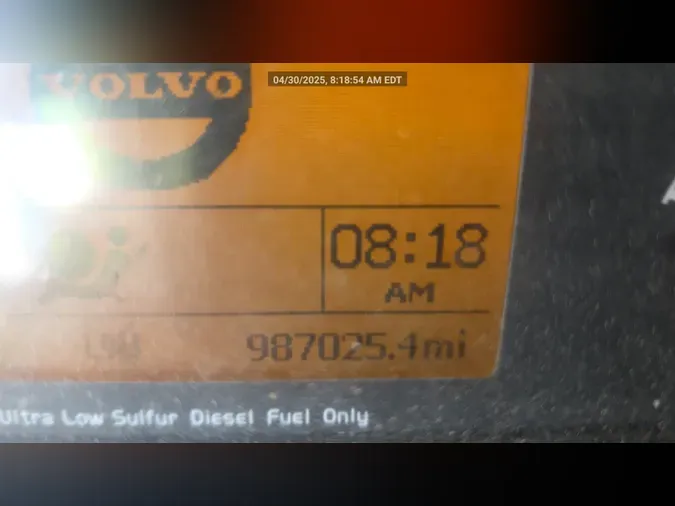 04/30/2025, 8:18:54 AM EDT
VOLVO
08:18
AM
987025.4mi
Ultra Low Sulfur Diesel Fuel Only